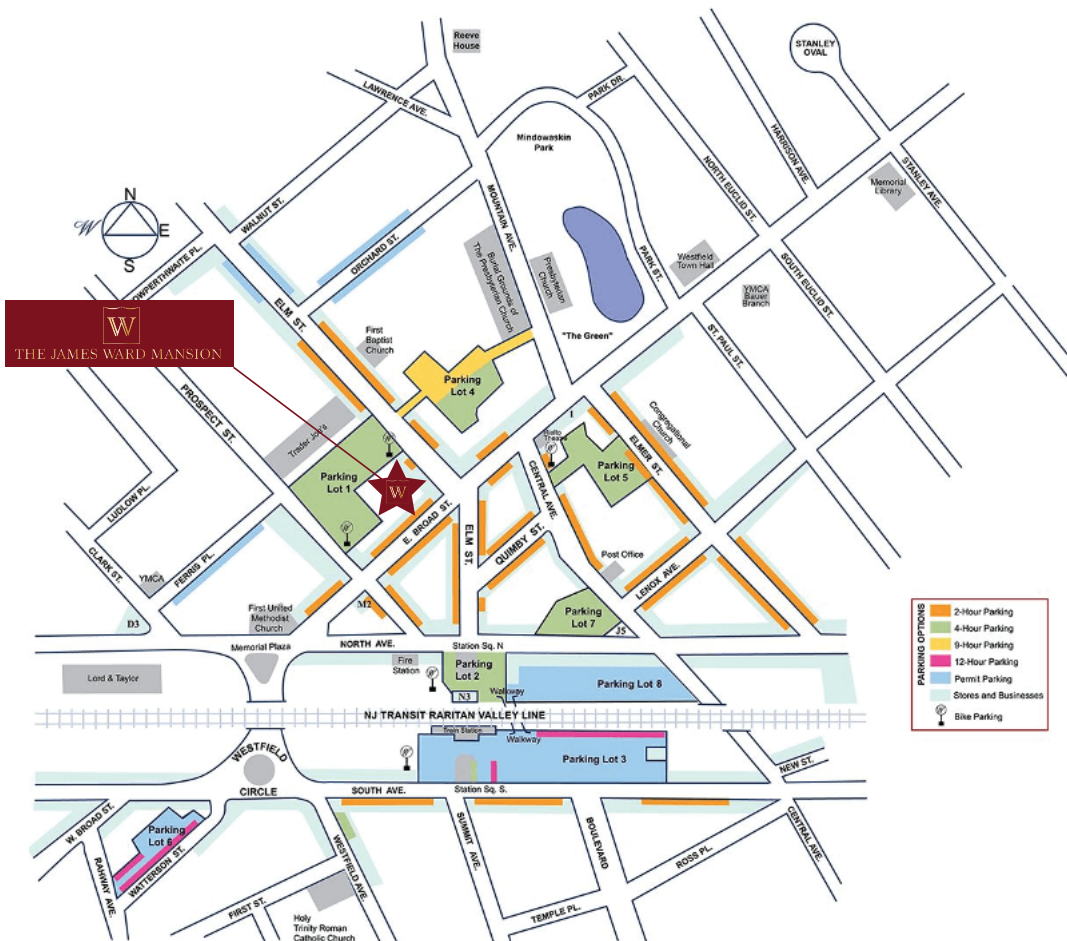 Reeve
House
STANLEY
OVAL
LAWRENCE AVE.
PARK DR.
Mindowaskin
Park
HARRISON AVE.
NORTH EUCLID ST.
STANLEY AVE.
Memorial
Library
N
W
E
S
WALNUT ST.
MOUNTAIN AVE.
ORCHARD ST.
Burial Grounds of
The Presbyterian Church
Presbyterian
Church
PARK ST.
Westfield
Town Hall
SOUTH EUCLID ST.
YMCA
Bauer
Branch
OWPERTHWAITE PL.
ELM ST.
W
THE JAMES WARD MANSION
First
Baptist
Church
"The Green"
ST. PAUL ST.
PROSPECT ST.
Parking
Lot 4
Trader Joe's
1
Rialto
Theatre
Congregational
Church
ELMER ST.
Parking
Lot 1
W
Parking
Lot 5
CENTRAL AVE.
LUDLOW PL.
E. BROAD ST.
ELM ST.
QUIMBY ST.
CLARK ST.
FERRIS PL.
YMCA
Post Office
LENOX AVE.
First United
Methodist
Church
M2
D3
Parking
Lot 7
J5
Memorial Plaza
NORTH AVE.
Station Sq. N
Lord & Taylor
Fire
Station
Parking
Lot 2
N3
Walkway
Parking Lot 8
NJ TRANSIT RARITAN VALLEY LINE
Train Station
Walkway
Parking Lot 3
WESTFIELD
CIRCLE
SOUTH AVE.
Station Sq. S.
NEW ST.
W. BROAD ST.
Parking
Lot 6
WATTERSON ST.
RAHWAY AVE.
WESTFIELD AVE.
SUMMIT AVE.
BOULEVARD
ROSS PL.
CENTRAL AVE.
FIRST ST.
Holy
Trinity Roman
Catholic Church
TEMPLE PL.
PARKING OPTIONS
2-Hour Parking
4-Hour Parking
9-Hour Parking
12-Hour Parking
Permit Parking
Stores and Businesses
Bike Parking